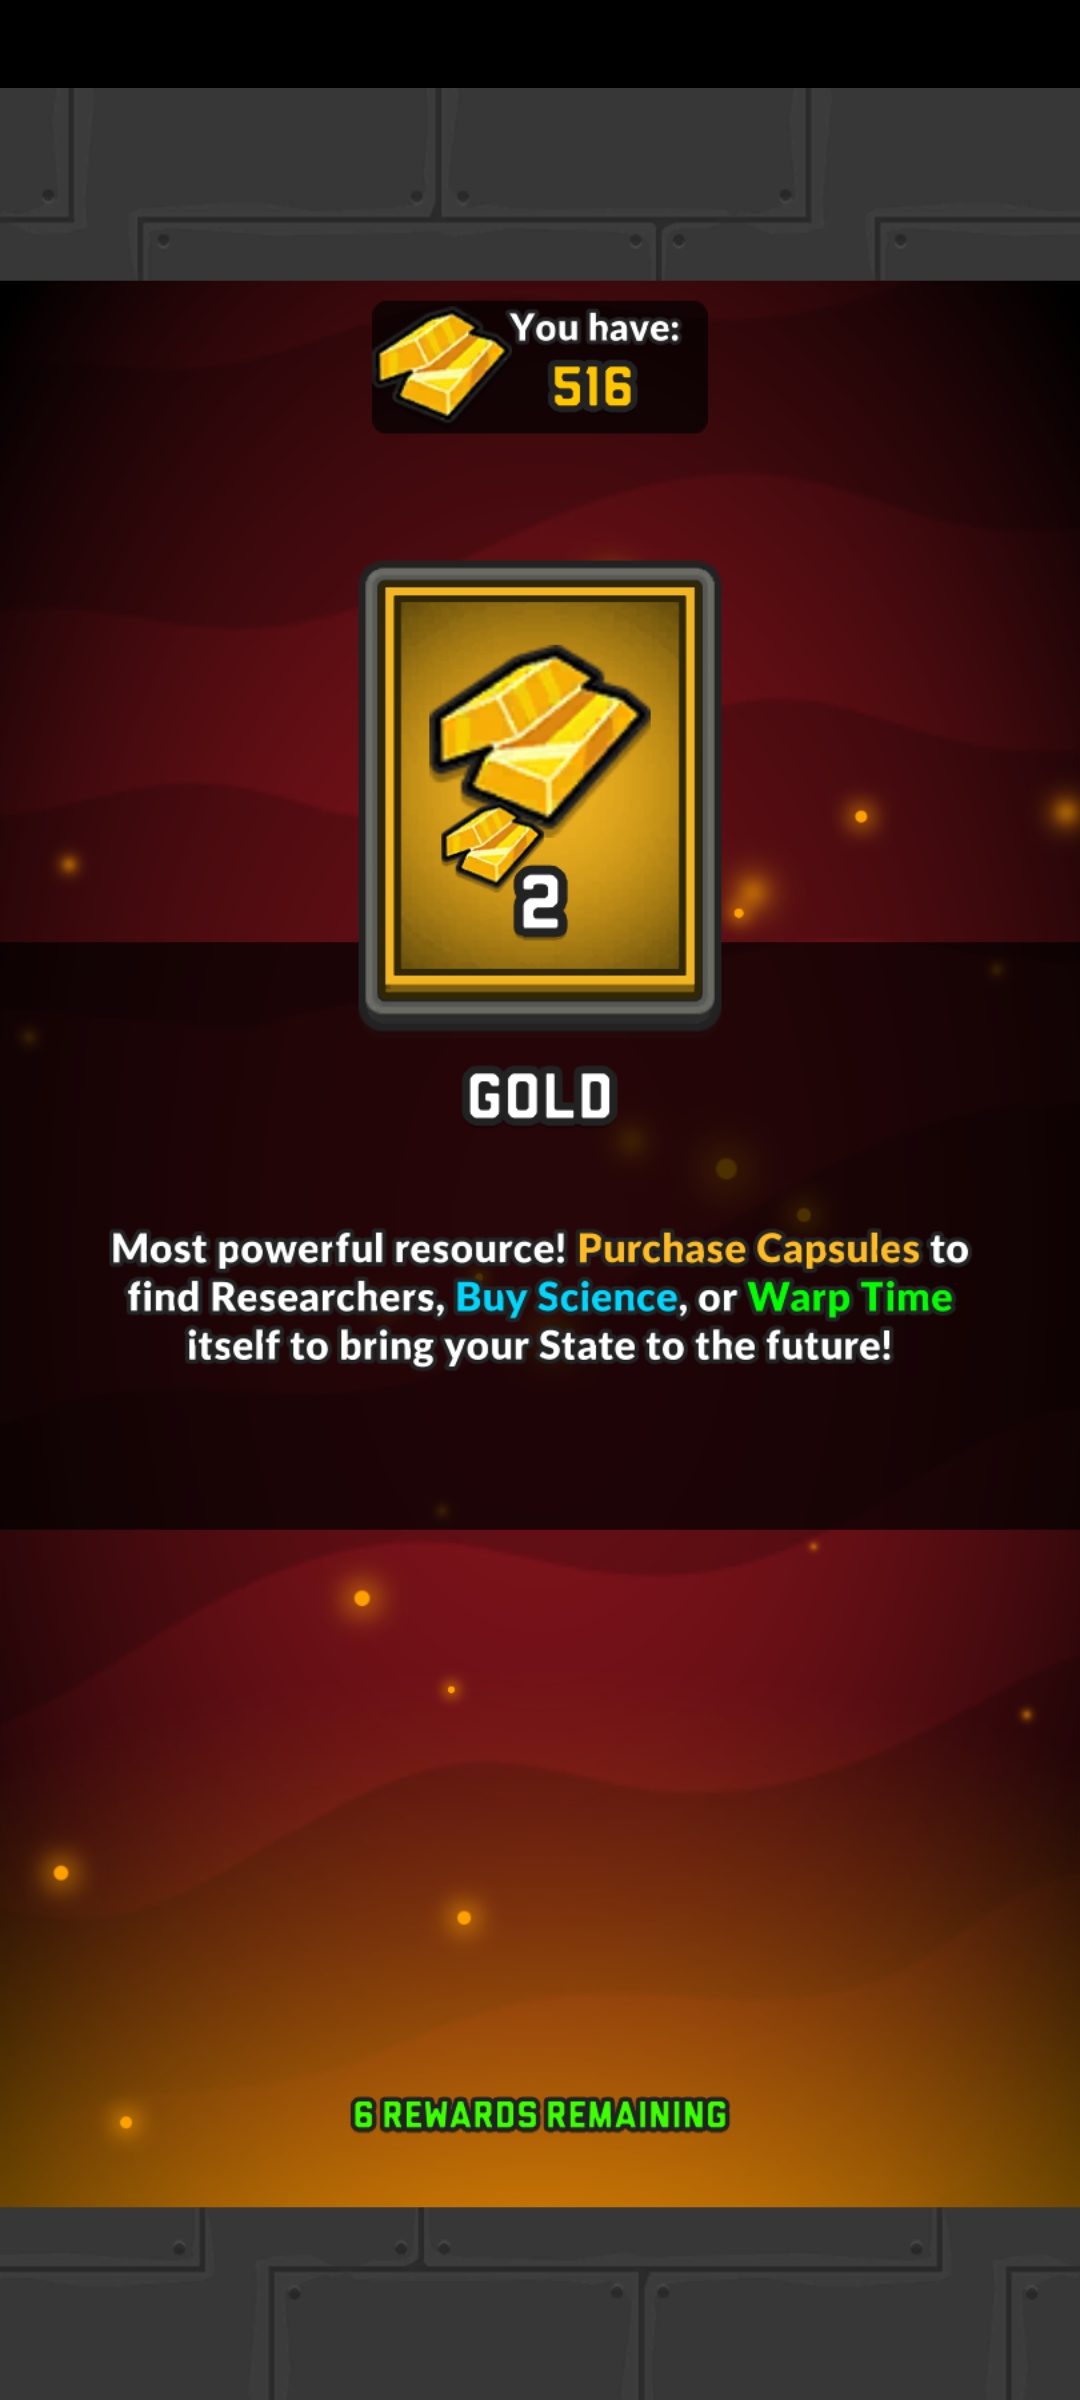 You have:
516
2
GOLD
Most powerful resource! Purchase Capsules to
find Researchers, Buy Science, or Warp Time
itself to bring your State to the future!
6 REWARDS REMAINING